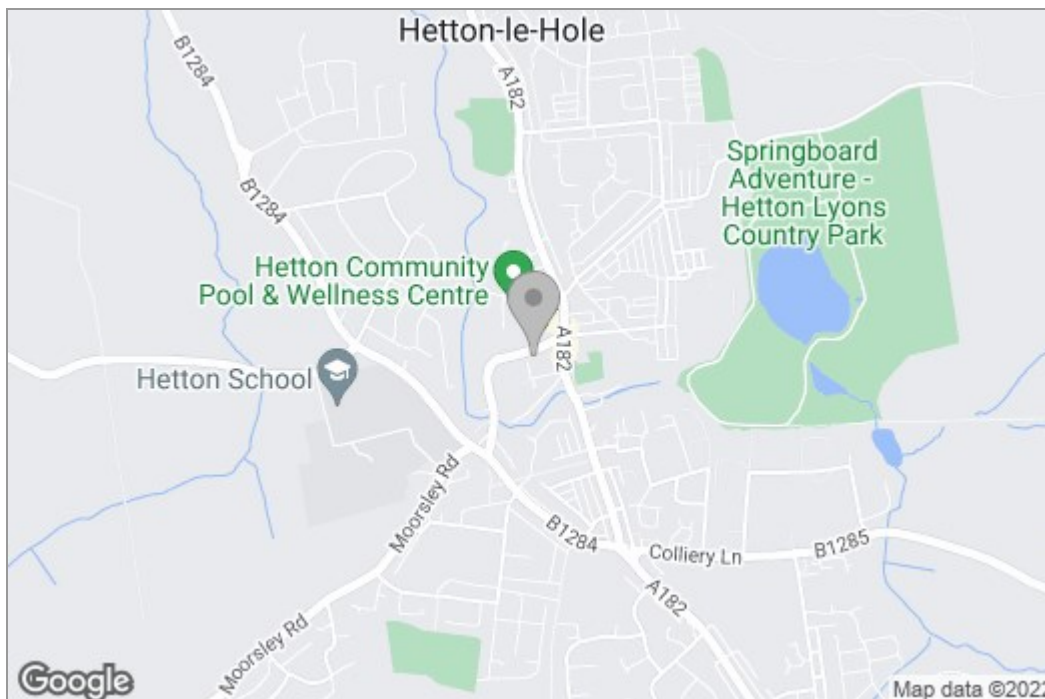 Hetton-le-Hole
B1284
A182
Springboard
Adventure -
Hetton Lyons
Country Park
B1284
Hetton Community
Pool & Wellness Centre
A182
Hetton School
Moorsley Rd
B1284
Colliery Ln
B1285
A182
Moorsley Rd
Google
Map data ©2022